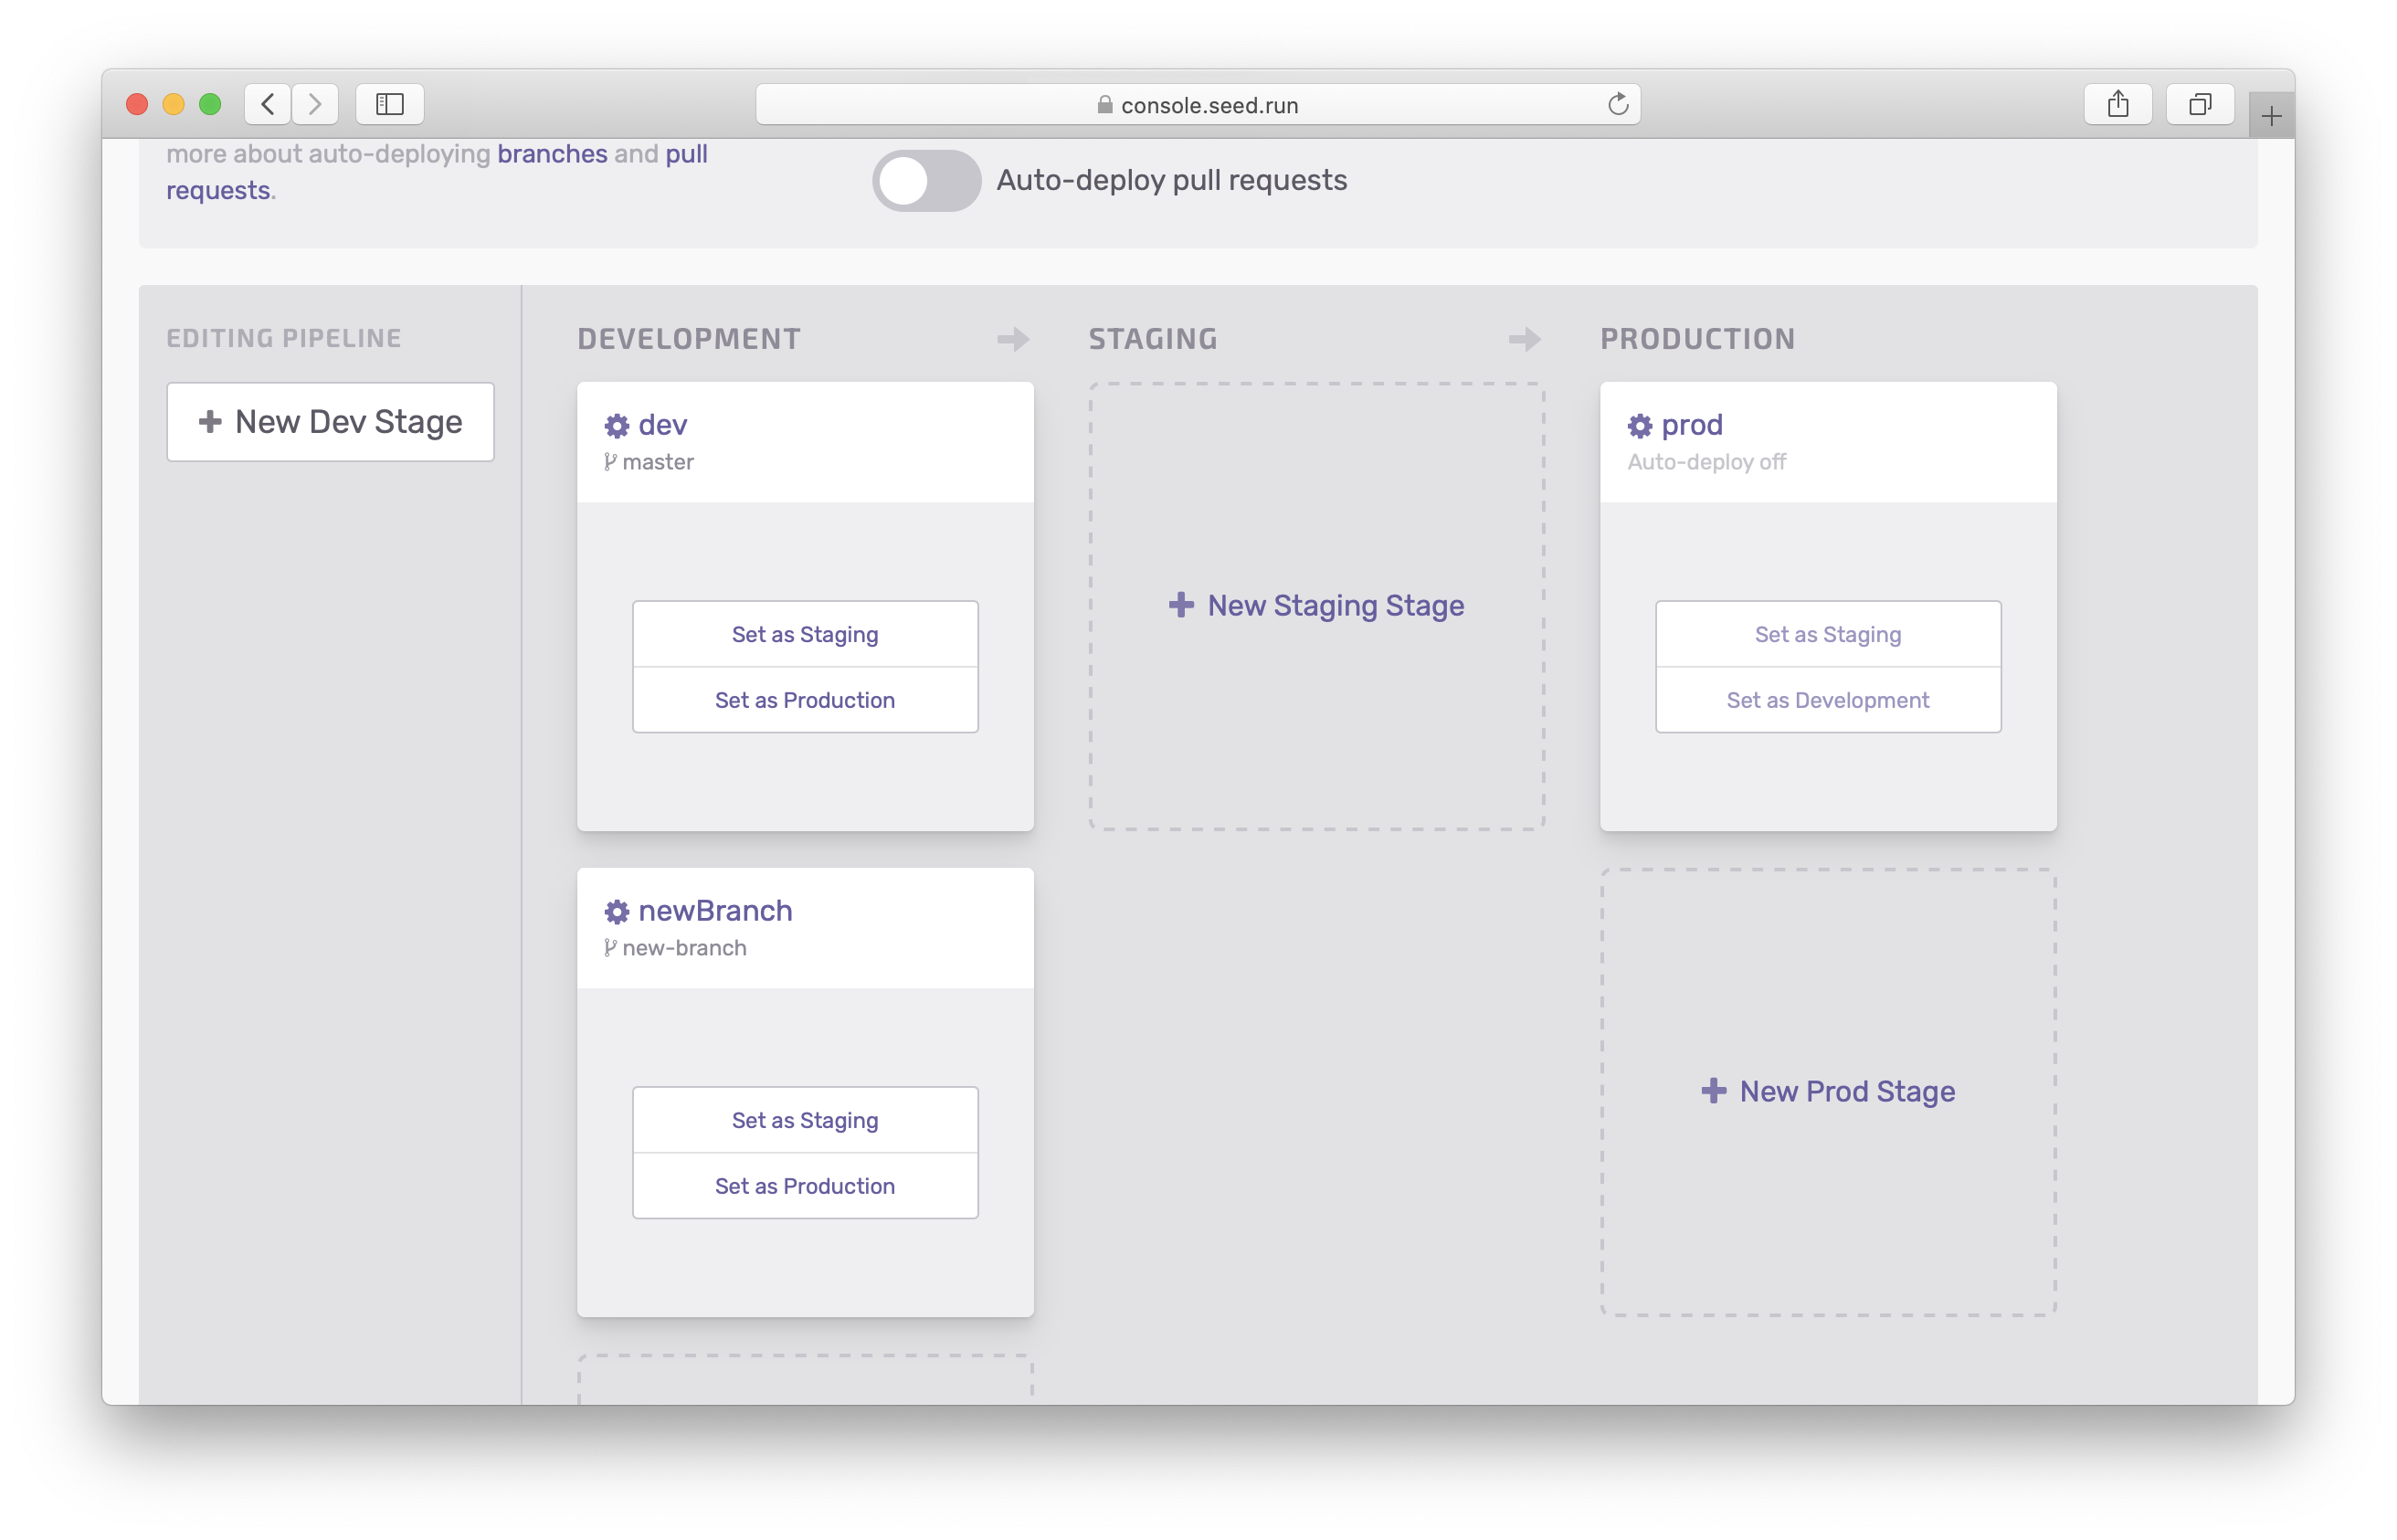 console.seed.run
more about auto-deploying branches and pull
requests.
Auto-deploy pull requests
EDITING PIPELINE
New Dev Stage
DEVELOPMENT
dev
master
Set as Staging
Set as Production
newBranch
new-branch
Set as Staging
Set as Production
STAGING
New Staging Stage
PRODUCTION
prod
Auto-deploy off
Set as Staging
Set as Development
New Prod Stage